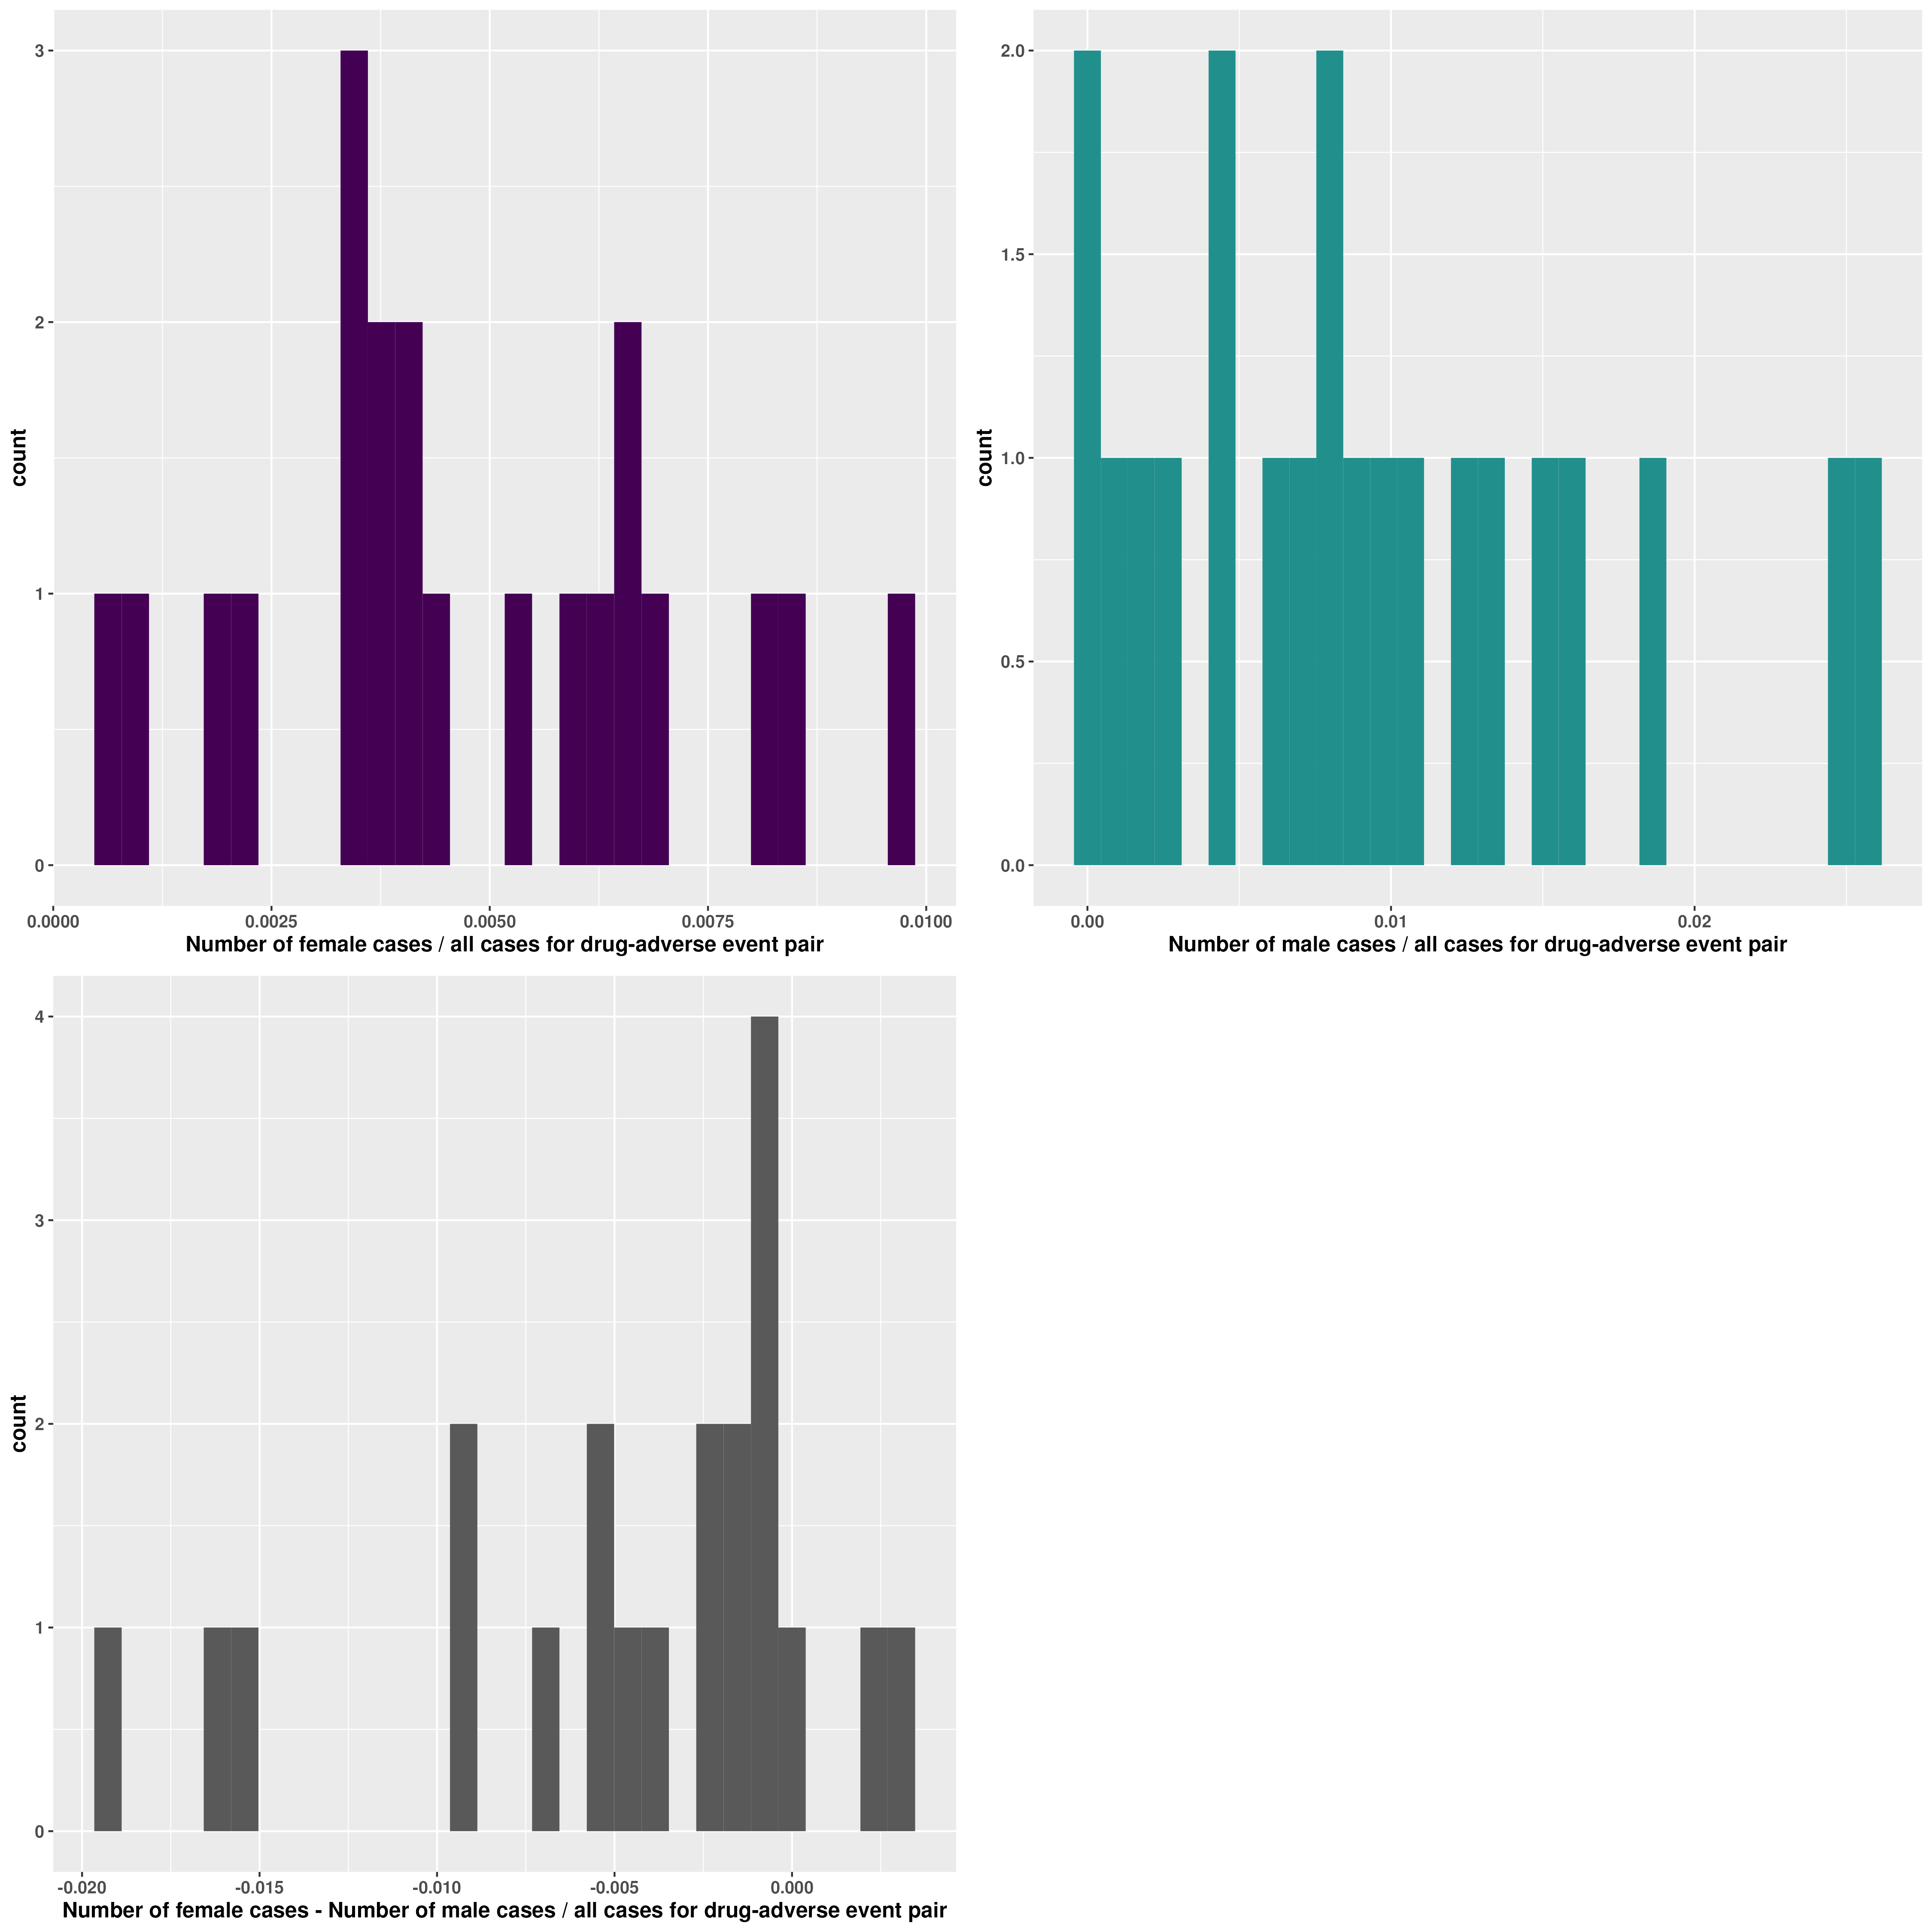 count
3
2
1
0
0.0000 0.0025 0.0050 0.0075 0.0100
Number of female cases / all cases for drug-adverse event pair
count
2.0
1.5
1.0
0.5
0.0
0.00 0.01 0.02
Number of male cases / all cases for drug-adverse event pair
count
4
3
2
1
0
-0.020 -0.015 -0.010 -0.005 0.000
Number of female cases - Number of male cases / all cases for drug-adverse event pair